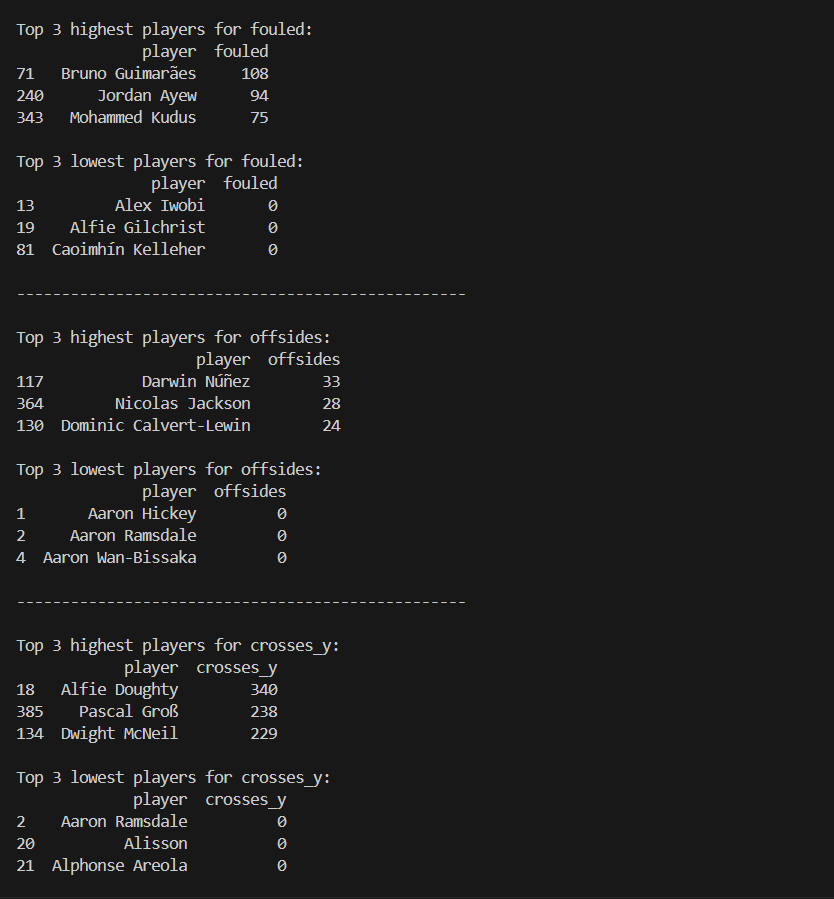 Top 3 highest players for fouled:
player fouled
71 Bruno Guimarães 108
240 Jordan Ayew 94
343 Mohammed Kudus 75
Top 3 lowest players for fouled:
player fouled
13 Alex Iwobi 0
19 Alfie Gilchrist 0
81 Caoimhín Kelleher 0
--------------------------------------------------
Top 3 highest players for offsides:
player offsides
117 Darwin Núñez 33
364 Nicolas Jackson 28
130 Dominic Calvert-Lewin 24
Top 3 lowest players for offsides:
player offsides
1 Aaron Hickey 0
2 Aaron Ramsdale 0
4 Aaron Wan-Bissaka 0
--------------------------------------------------
Top 3 highest players for crosses_y:
player crosses_y
18 Alfie Doughty 340
385 Pascal Groß 238
134 Dwight McNeil 229
Top 3 lowest players for crosses_y:
player crosses_y
2 Aaron Ramsdale 0
20 Alisson 0
21 Alphonse Areola 0